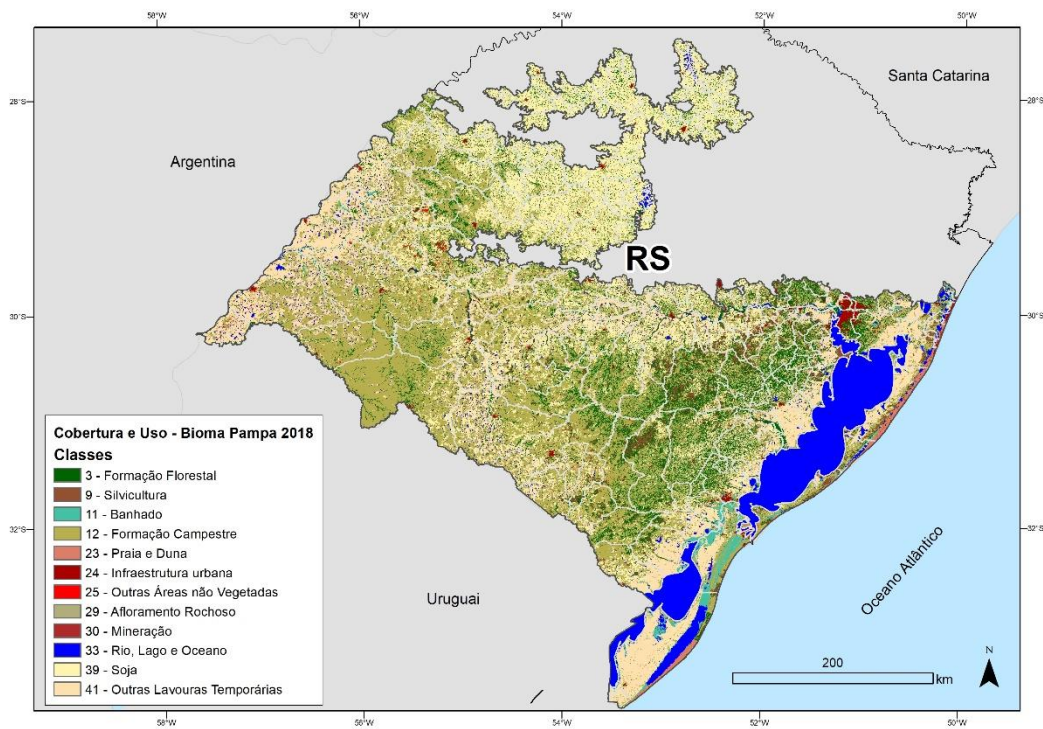 58°W 56°W 54°W 52°W 50°W
Santa Catarina
28°S 28°S
Argentina
RS
30°S 30°S
Cobertura e Uso - Bioma Pampa 2018
Classes
3 - Formação Florestal
9 - Silvicultura
11 - Banhado
12 - Formação Campestre
23 - Praia e Duna
24 - Infraestrutura urbana
25 - Outras Áreas não Vegetadas
29 - Afloramento Rochoso
30 - Mineração
33 - Rio, Lago e Oceano
39 - Soja
41 - Outras Lavouras Temporárias
32°S 32°S
Uruguai
Oceano Atlântico
N
200
km
58°W 56°W 54°W 52°W 50°W